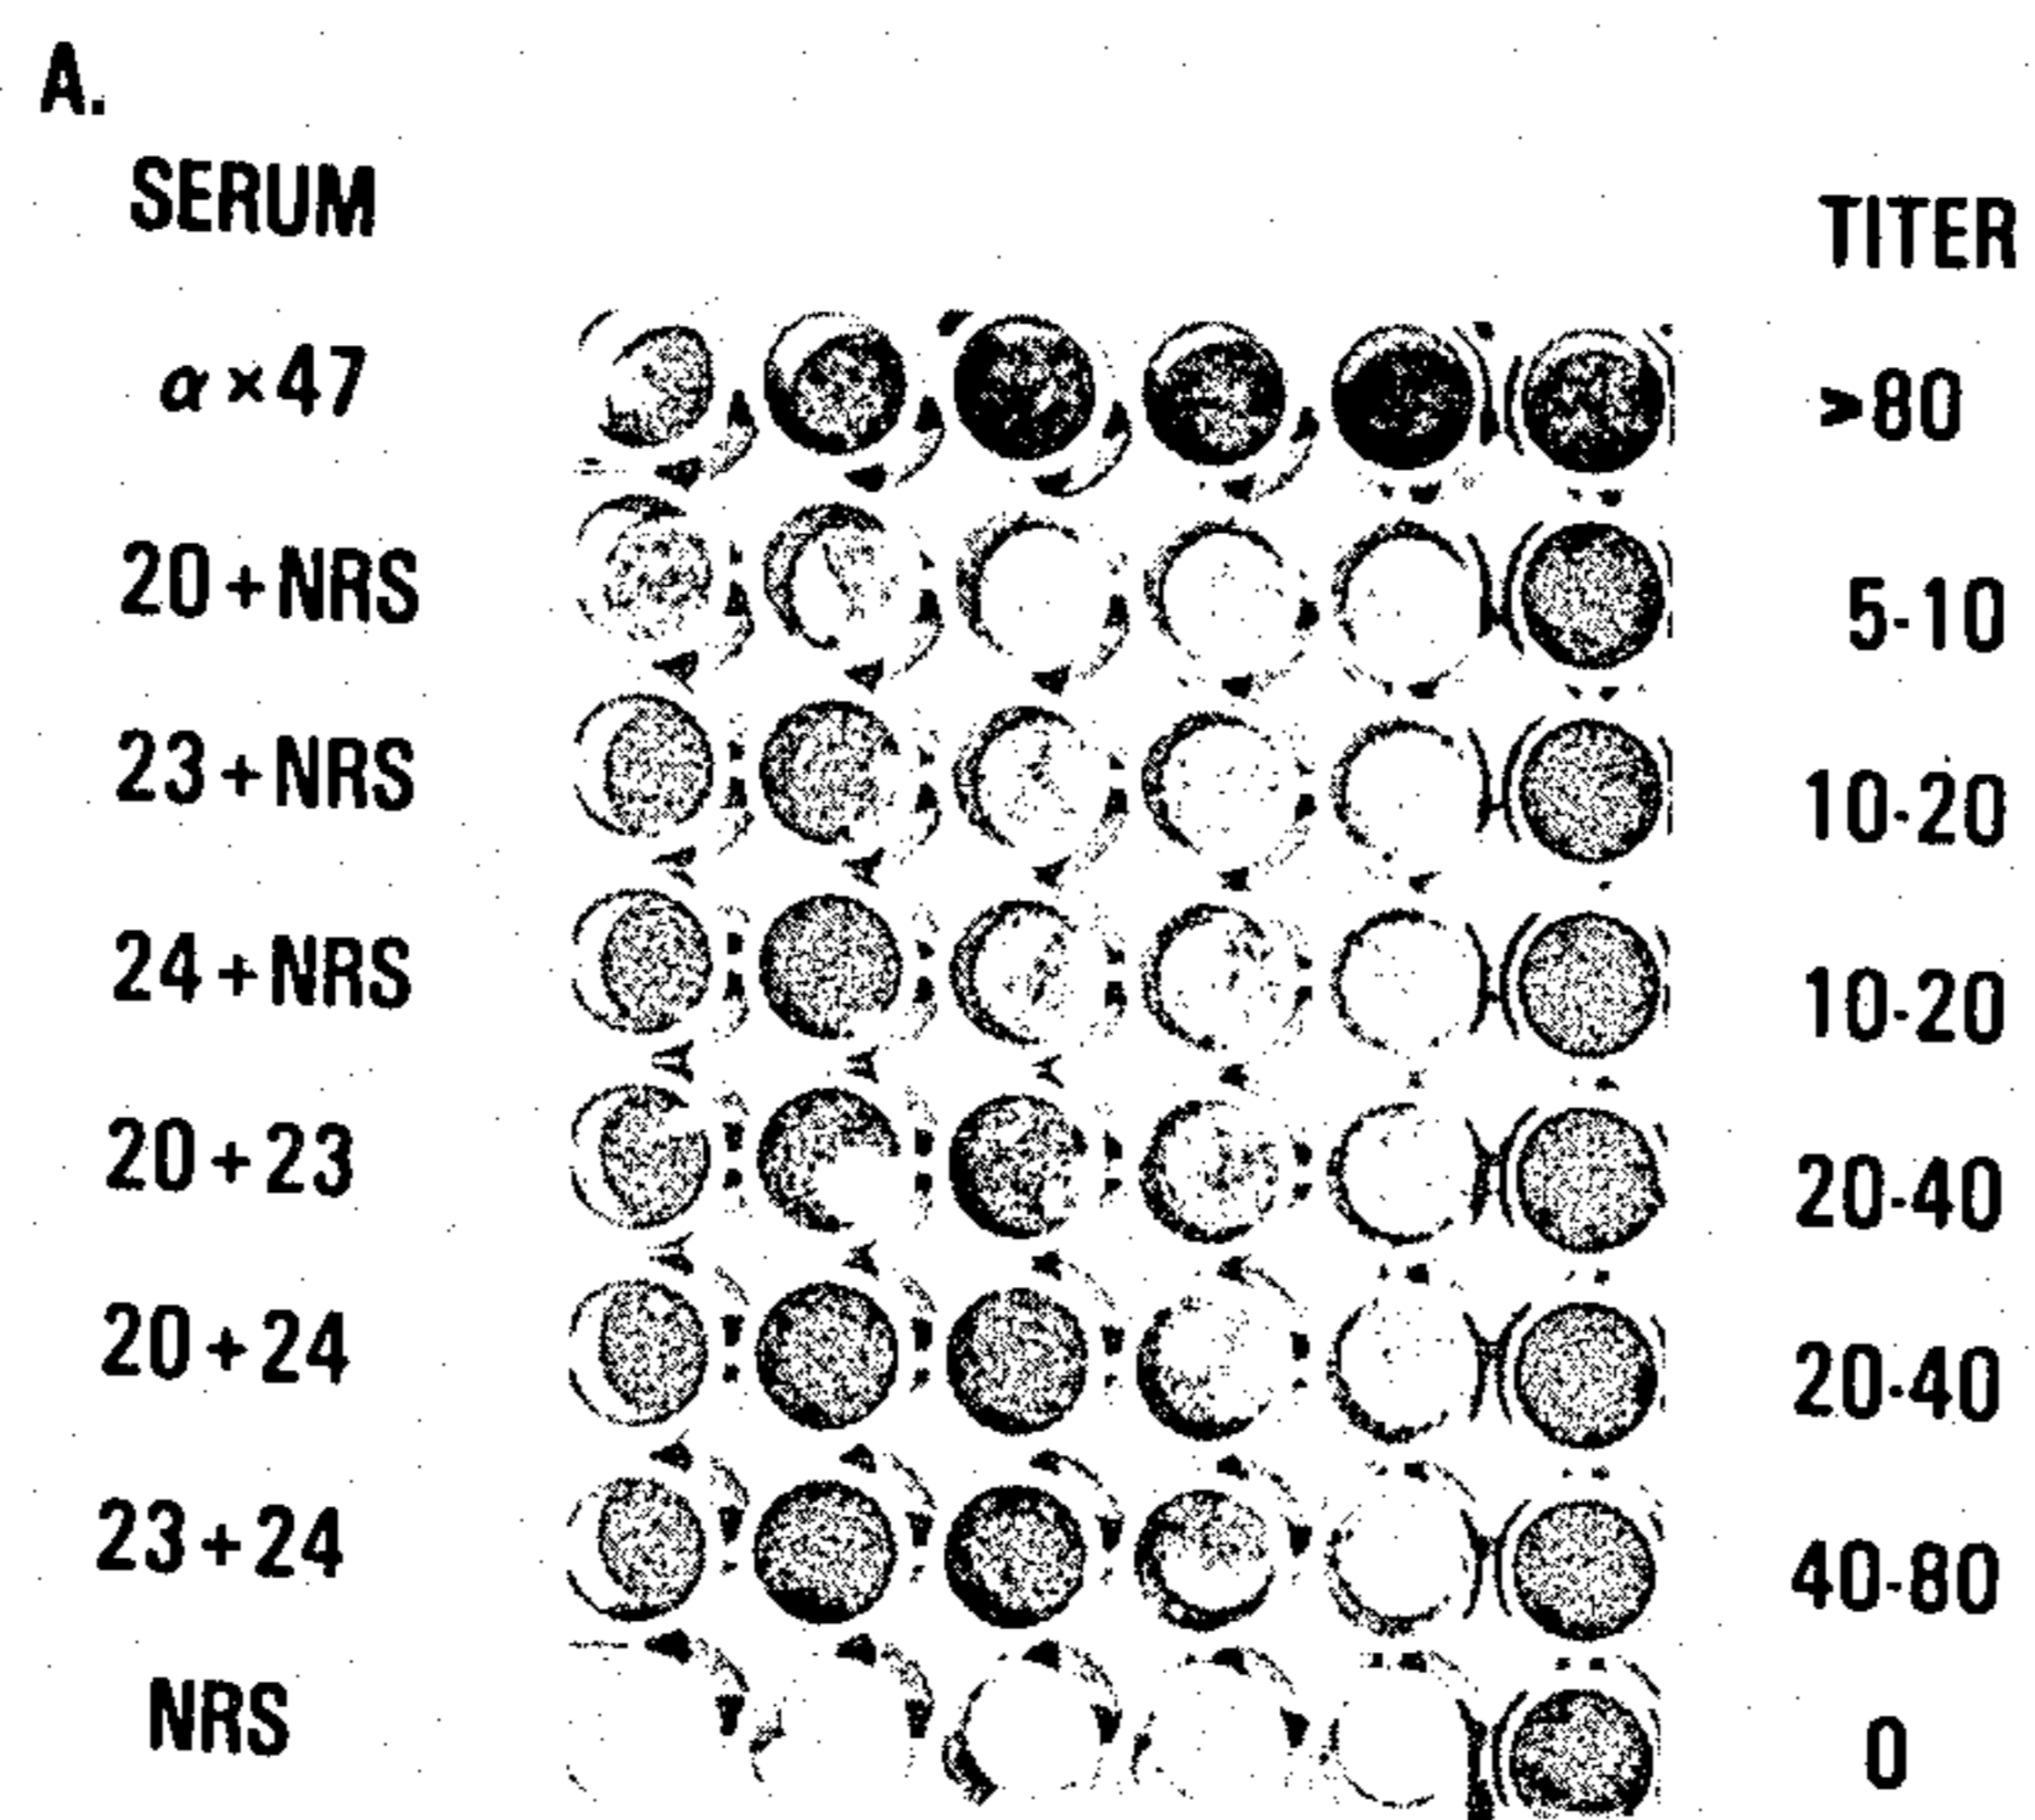 A.
SERUM TITER
α×47 >80
20+NRS 5-10
23+NRS 10-20
24+NRS 10-20
20+23 20-40
20+24 20-40
23+24 40-80
NRS 0